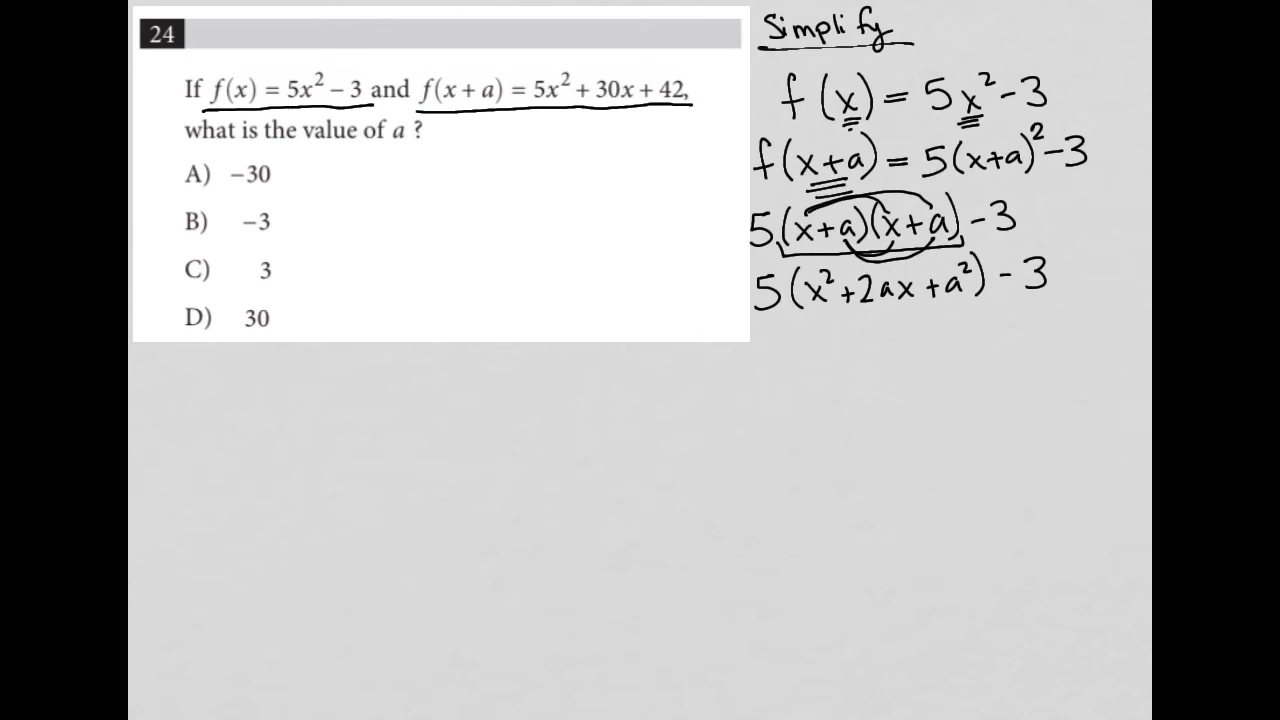 24
If f(x) = 5x² − 3 and f(x + a) = 5x² + 30x + 42,
what is the value of a ?
A) −30
B) −3
C) 3
D) 30
Simplify
f(x) = 5x² - 3
f(x+a) = 5(x+a)² - 3
5(x+a)(x+a) - 3
5(x² + 2ax + a²) - 3